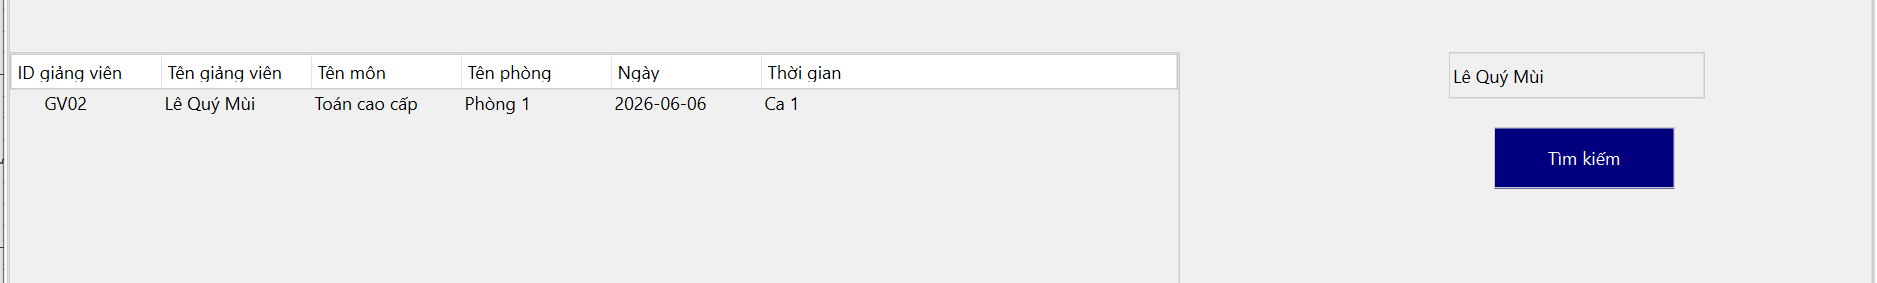 ID giảng viên Tên giảng viên Tên môn Tên phòng Ngày Thời gian
GV02 Lê Quý Mùi Toán cao cấp Phòng 1 2026-06-06 Ca 1
Lê Quý Mùi
Tìm kiếm